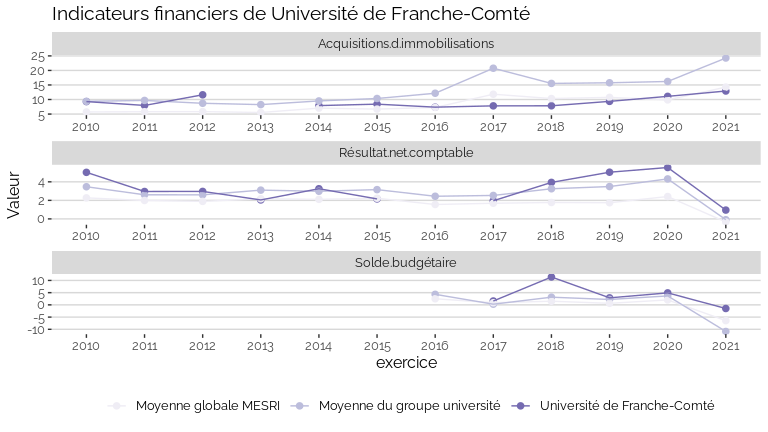 Indicateurs financiers de Université de Franche-Comté
Acquisitions.d.immobilisations
25
20
15
10
5
2010 2011 2012 2013 2014 2015 2016 2017 2018 2019 2020 2021
Résultat.net.comptable
4
2
0
2010 2011 2012 2013 2014 2015 2016 2017 2018 2019 2020 2021
Valeur
Solde.budgétaire
10
5
0
-5
-10
2010 2011 2012 2013 2014 2015 2016 2017 2018 2019 2020 2021
exercice
Moyenne globale MESRI Moyenne du groupe université Université de Franche-Comté